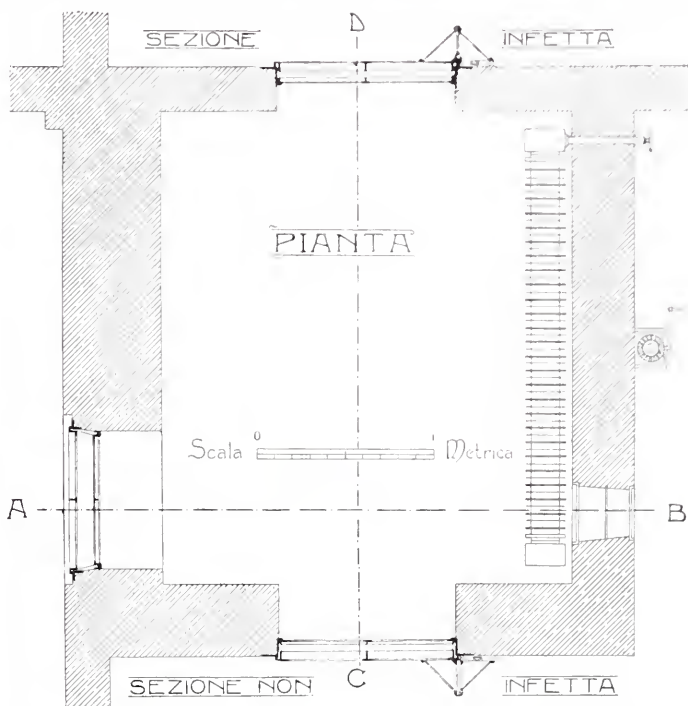 D
SEZIONE INFETTA
PIANTA
0 1
Scala Metrica
A B
SEZIONE NON INFETTA
C